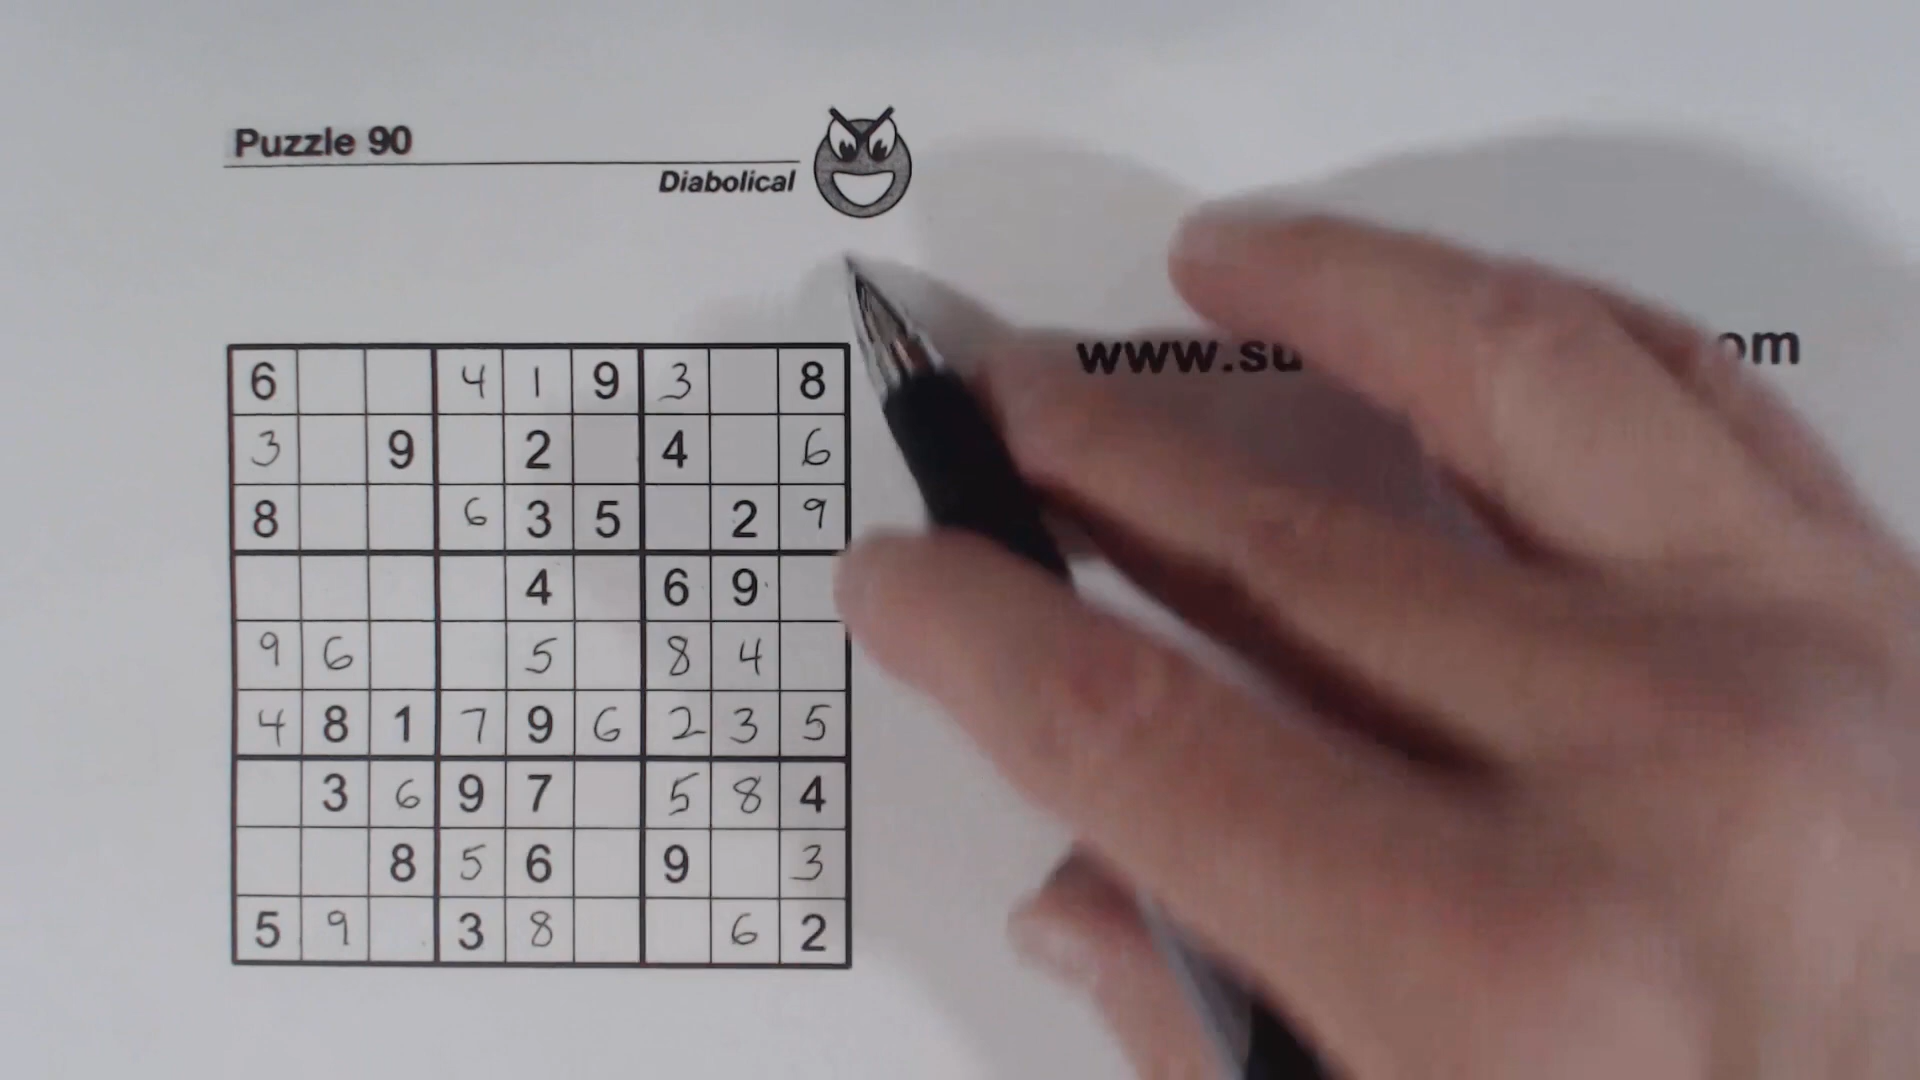 Puzzle 90
Diabolical
www.su om
6 4 1 9 3 8
3 9 2 4 6
8 6 3 5 2 9
4 6 9
9 6 5 8 4
4 8 1 7 9 6 2 3 5
3 6 9 7 5 8 4
8 5 6 9 3
5 9 3 8 6 2